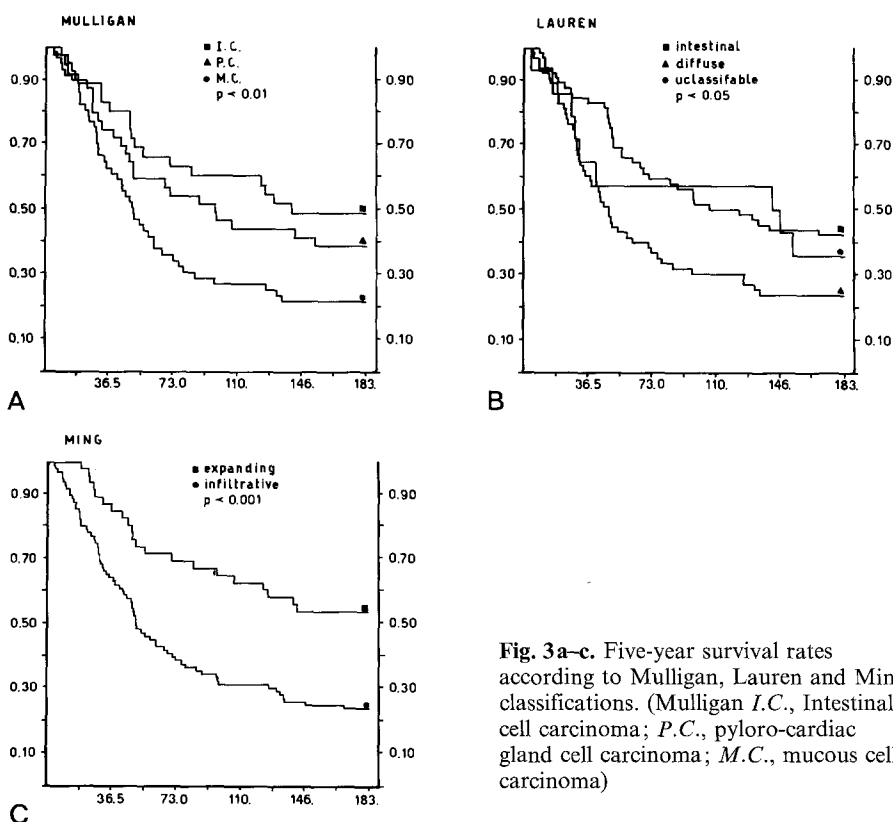 MULLIGAN
■ I.C.
▲ P.C.
● M.C.
p < 0.01
0.90
0.70
0.50
0.30
0.10
0.90
0.70
0.50
0.30
0.10
36.5 73.0 110. 146. 183.
A
LAUREN
■ intestinal
▲ diffuse
● uclassifable
p < 0.05
0.90
0.70
0.50
0.30
0.10
0.90
0.70
0.50
0.30
0.10
36.5 73.0 110. 146. 183.
B
MING
■ expanding
● infiltrative
p < 0.001
0.90
0.70
0.50
0.30
0.10
0.90
0.70
0.50
0.30
0.10
36.5 73.0 110. 146. 183.
C
Fig. 3a–c. Five-year survival rates
according to Mulligan, Lauren and Min
classifications. (Mulligan I.C., Intestinal
cell carcinoma; P.C., pyloro-cardiac
gland cell carcinoma; M.C., mucous cel
carcinoma)